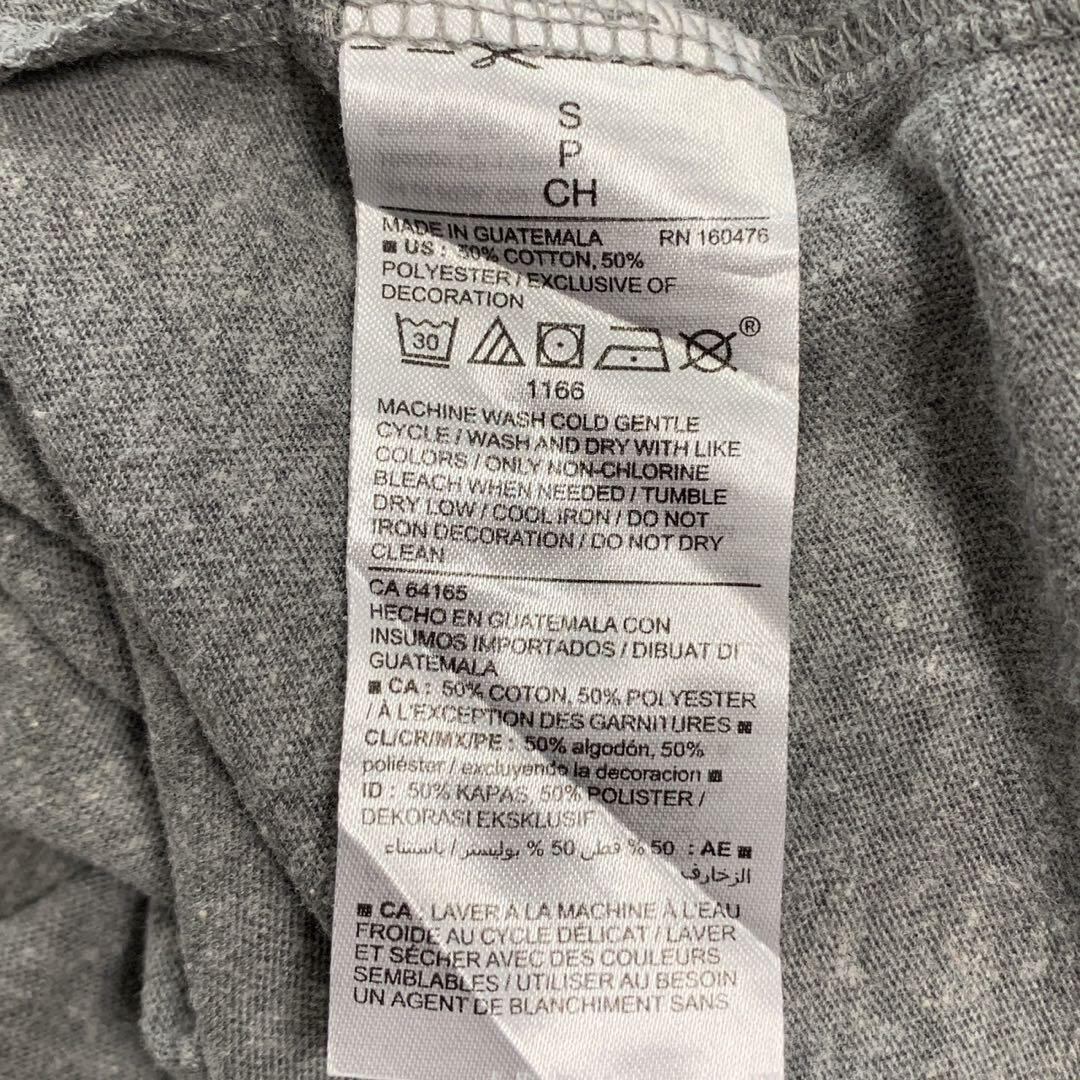 S
P
CH
MADE IN GUATEMALA RN 160476
US: 50% COTTON, 50%
POLYESTER / EXCLUSIVE OF
DECORATION
30
®
1166
MACHINE WASH COLD GENTLE
CYCLE / WASH AND DRY WITH LIKE
COLORS / ONLY NON-CHLORINE
BLEACH WHEN NEEDED / TUMBLE
DRY LOW / COOL IRON / DO NOT
IRON DECORATION / DO NOT DRY
CLEAN
CA 64165
HECHO EN GUATEMALA CON
INSUMOS IMPORTADOS / DIBUAT DI
GUATEMALA
CA: 50% COTON, 50% POLYESTER
/ À L'EXCEPTION DES GARNITURES
CL/CR/MX/PE: 50% algodón, 50%
poliéster / excluyendo la decoracion
ID: 50% KAPAS, 50% POLISTER /
DEKORASI EKSKLUSIF
AE: 50 % قطن, 50 % بوليستر / باستثناء
الزخارف
CA: LAVER À LA MACHINE À L'EAU
FROIDE AU CYCLE DÉLICAT / LAVER
ET SÉCHER AVEC DES COULEURS
SEMBLABLES / UTILISER AU BESOIN
UN AGENT DE BLANCHIMENT SANS